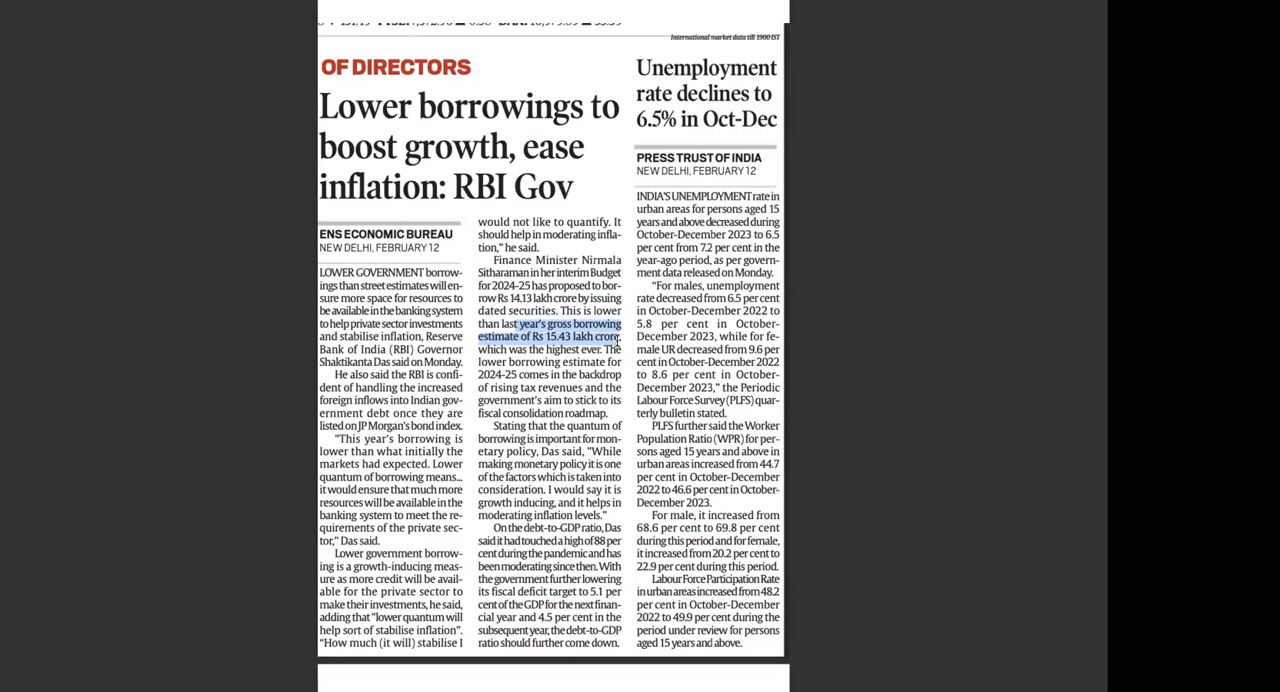 International market data till 1900 IST
OF DIRECTORS
Lower borrowings to
boost growth, ease
inflation: RBI Gov
ENS ECONOMIC BUREAU
NEW DELHI, FEBRUARY 12
LOWER GOVERNMENT borrow-
ings than street estimates will en-
sure more space for resources to
be available in the banking system
to help private sector investments
and stabilise inflation, Reserve
Bank of India (RBI) Governor
Shaktikanta Das said on Monday.
He also said the RBI is confi-
dent of handling the increased
foreign inflows into Indian gov-
ernment debt once they are
listed on JP Morgan's bond index.
"This year's borrowing is
lower than what initially the
markets had expected. Lower
quantum of borrowing means...
it would ensure that much more
resources will be available in the
banking system to meet the re-
quirements of the private sec-
tor," Das said.
Lower government borrow-
ing is a growth-inducing meas-
ure as more credit will be avail-
able for the private sector to
make their investments, he said,
adding that "lower quantum will
help sort of stabilise inflation".
"How much (it will) stabilise I
would not like to quantify. It
should help in moderating infla-
tion," he said.
Finance Minister Nirmala
Sitharaman in her interim Budget
for 2024-25 has proposed to bor-
row Rs 14.13 lakh crore by issuing
dated securities. This is lower
than last year's gross borrowing
estimate of Rs 15.43 lakh crore,
which was the highest ever. The
lower borrowing estimate for
2024-25 comes in the backdrop
of rising tax revenues and the
government's aim to stick to its
fiscal consolidation roadmap.
Stating that the quantum of
borrowing is important for mon-
etary policy, Das said, "While
making monetary policy it is one
of the factors which is taken into
consideration. I would say it is
growth inducing, and it helps in
moderating inflation levels."
On the debt-to-GDP ratio, Das
said it had touched a high of 88 per
cent during the pandemic and has
been moderating since then. With
the government further lowering
its fiscal deficit target to 5.1 per
cent of the GDP for the next finan-
cial year and 4.5 per cent in the
subsequent year, the debt-to-GDP
ratio should further come down.
Unemployment
rate declines to
6.5% in Oct-Dec
PRESS TRUST OF INDIA
NEW DELHI, FEBRUARY 12
INDIA'S UNEMPLOYMENT rate in
urban areas for persons aged 15
years and above decreased during
October-December 2023 to 6.5
per cent from 7.2 per cent in the
year-ago period, as per govern-
ment data released on Monday.
"For males, unemployment
rate decreased from 6.5 per cent
in October-December 2022 to
5.8 per cent in October-
December 2023, while for fe-
male UR decreased from 9.6 per
cent in October-December 2022
to 8.6 per cent in October-
December 2023," the Periodic
Labour Force Survey (PLFS) quar-
terly bulletin stated.
PLFS further said the Worker
Population Ratio (WPR) for per-
sons aged 15 years and above in
urban areas increased from 44.7
per cent in October-December
2022 to 46.6 per cent in October-
December 2023.
For male, it increased from
68.6 per cent to 69.8 per cent
during this period and for female,
it increased from 20.2 per cent to
22.9 per cent during this period.
Labour Force Participation Rate
in urban areas increased from 48.2
per cent in October-December
2022 to 49.9 per cent during the
period under review for persons
aged 15 years and above.